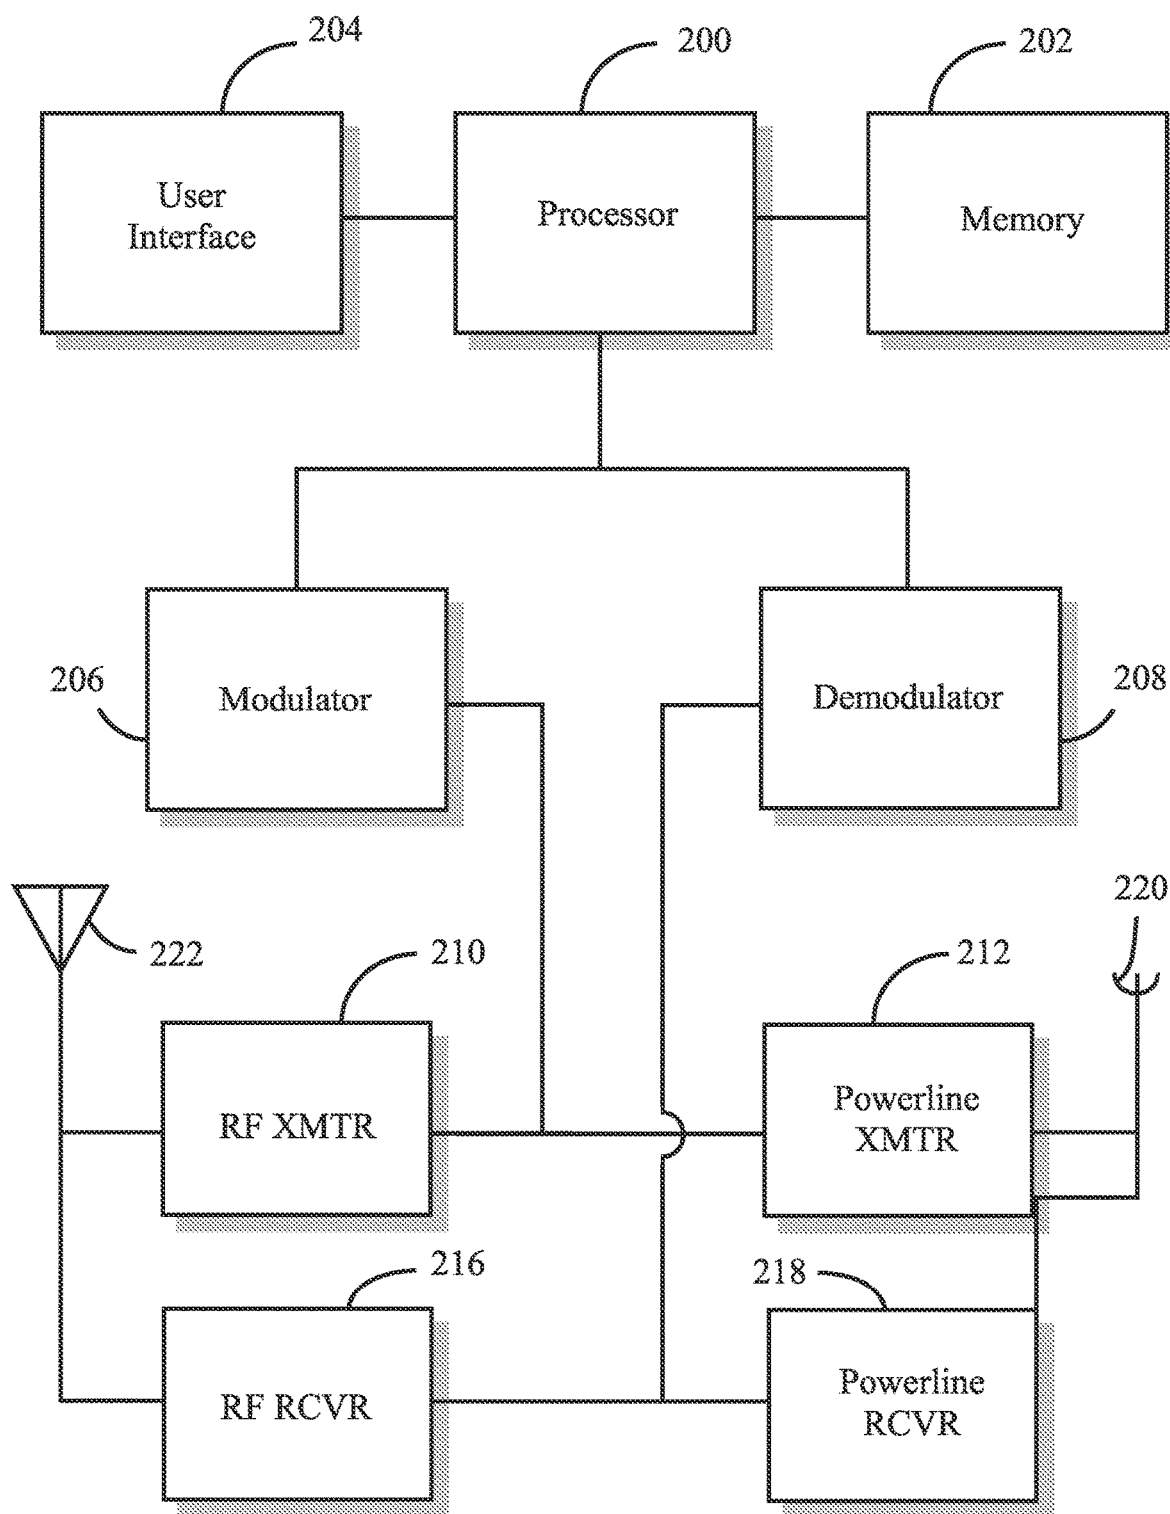 204
200
202
User
Interface
Processor
Memory
206
Modulator
Demodulator
208
222
210
212
220
RF XMTR
Powerline
XMTR
216
218
RF RCVR
Powerline
RCVR